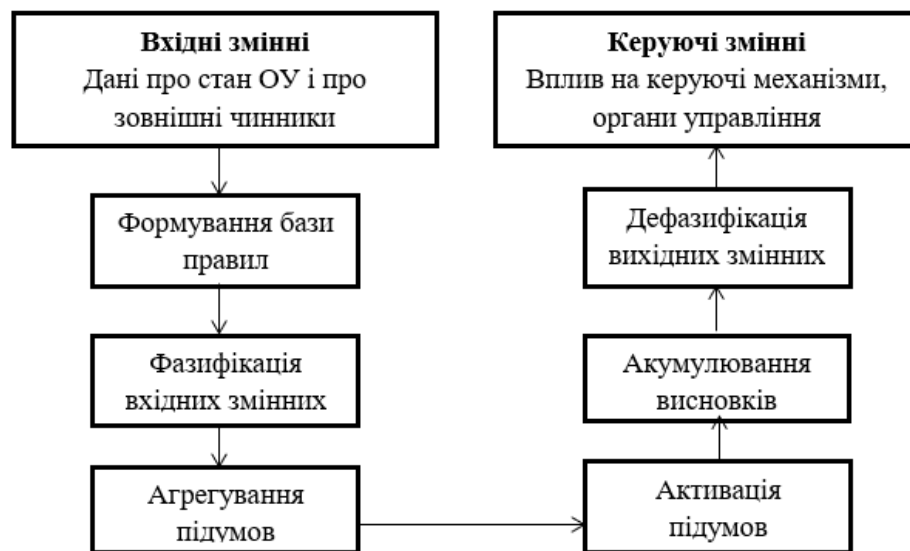 Вхідні змінні
Дані про стан ОУ і про
зовнішні чинники
Формування бази
правил
Фазифікація
вхідних змінних
Агрегування
підумов
Активація
підумов
Акумулювання
висновків
Дефазифікація
вихідних змінних
Керуючі змінні
Вплив на керуючі механізми,
органи управління